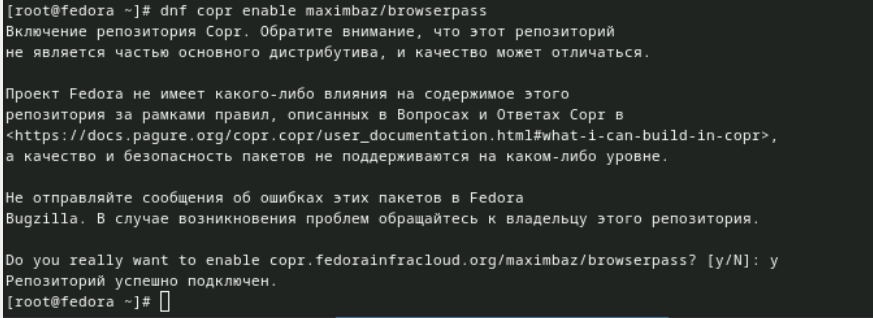 [root@fedora ~]# dnf copr enable maximbaz/browserpass
Включение репозитория Copr. Обратите внимание, что этот репозиторий
не является частью основного дистрибутива, и качество может отличаться.
Проект Fedora не имеет какого-либо влияния на содержимое этого
репозитория за рамками правил, описанных в Вопросах и Ответах Copr в
<https://docs.pagure.org/copr.copr/user_documentation.html#what-i-can-build-in-copr>,
а качество и безопасность пакетов не поддерживаются на каком-либо уровне.
Не отправляйте сообщения об ошибках этих пакетов в Fedora
Bugzilla. В случае возникновения проблем обращайтесь к владельцу этого репозитория.
Do you really want to enable copr.fedorainfracloud.org/maximbaz/browserpass? [y/N]: y
Репозиторий успешно подключен.
[root@fedora ~]#